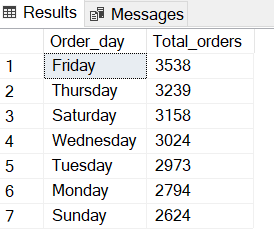 Results Messages
Order_day Total_orders
1 Friday 3538
2 Thursday 3239
3 Saturday 3158
4 Wednesday 3024
5 Tuesday 2973
6 Monday 2794
7 Sunday 2624